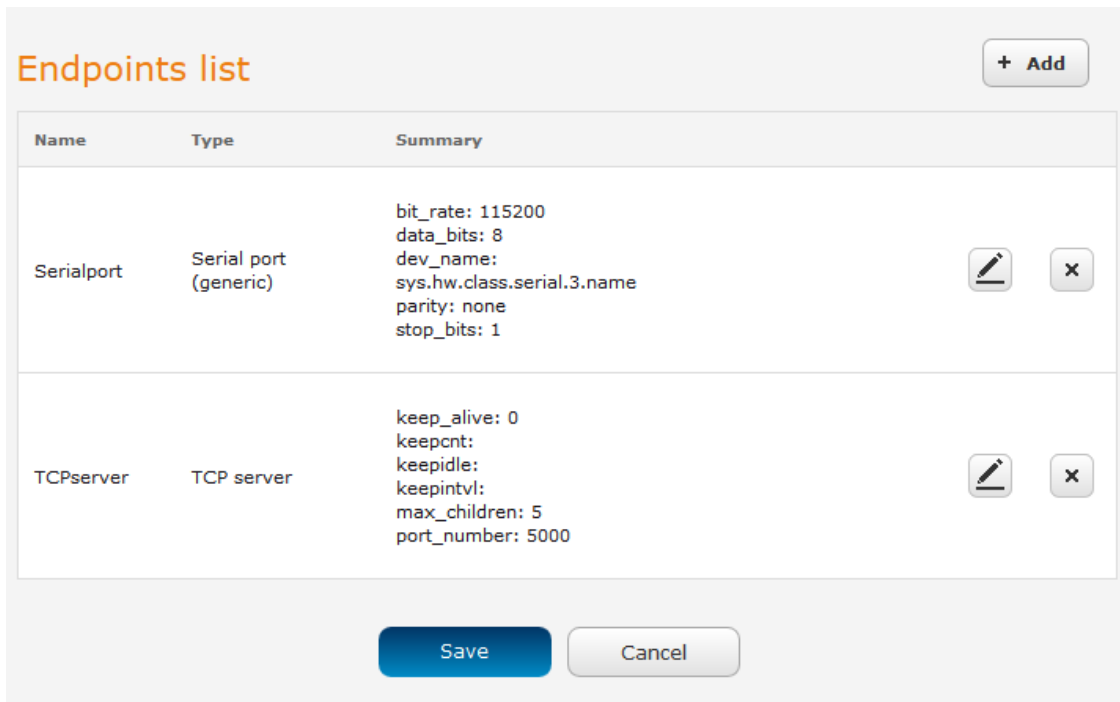 Endpoints list
+ Add
Name Type Summary
Serialport
Serial port
(generic)
bit_rate: 115200
data_bits: 8
dev_name:
sys.hw.class.serial.3.name
parity: none
stop_bits: 1
TCPserver
TCP server
keep_alive: 0
keepcnt:
keepidle:
keepintvl:
max_children: 5
port_number: 5000
Save Cancel